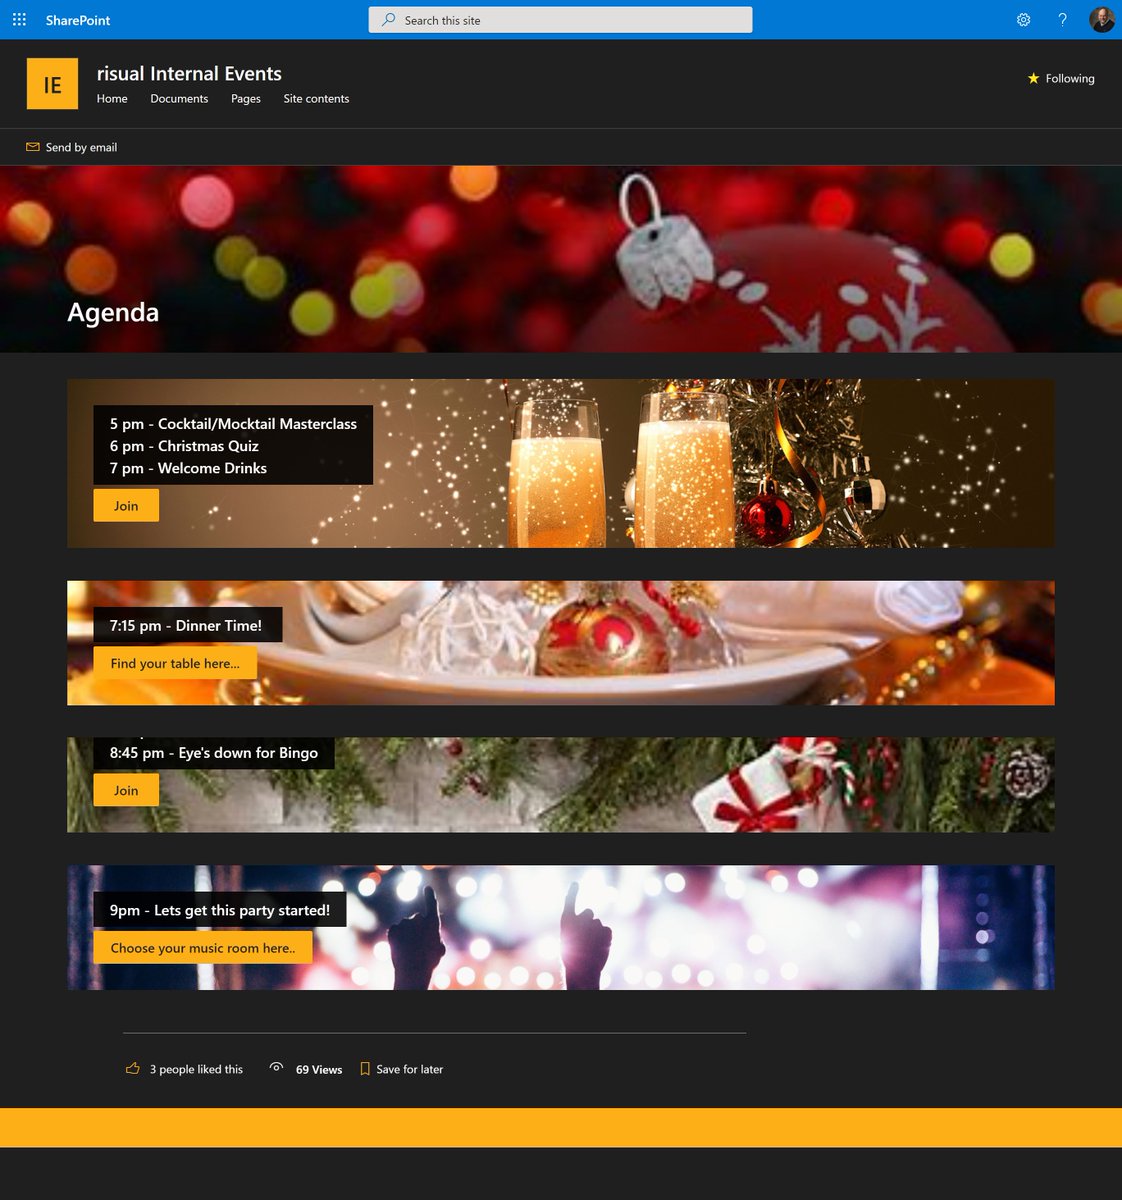 SharePoint
Search this site
?
IE
risual Internal Events
Home Documents Pages Site contents
Following
Send by email
Agenda
5 pm - Cocktail/Mocktail Masterclass
6 pm - Christmas Quiz
7 pm - Welcome Drinks
Join
7:15 pm - Dinner Time!
Find your table here...
8:45 pm - Eye's down for Bingo
Join
9pm - Lets get this party started!
Choose your music room here..
3 people liked this
69 Views
Save for later